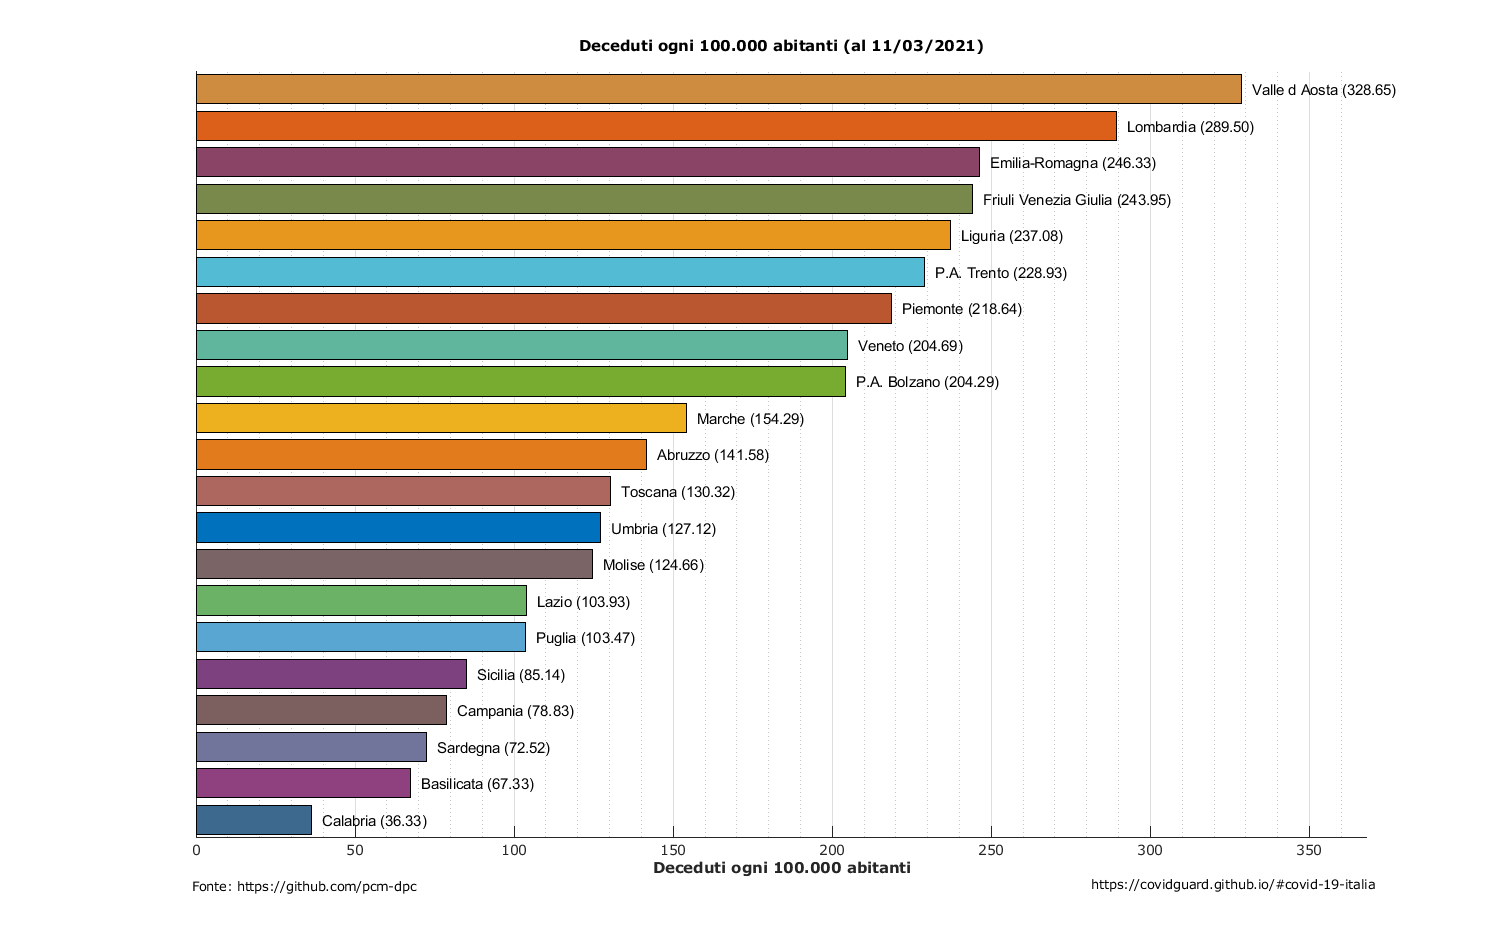 Deceduti ogni 100.000 abitanti (al 11/03/2021)
Valle d Aosta (328.65)
Lombardia (289.50)
Emilia-Romagna (246.33)
Friuli Venezia Giulia (243.95)
Liguria (237.08)
P.A. Trento (228.93)
Piemonte (218.64)
Veneto (204.69)
P.A. Bolzano (204.29)
Marche (154.29)
Abruzzo (141.58)
Toscana (130.32)
Umbria (127.12)
Molise (124.66)
Lazio (103.93)
Puglia (103.47)
Sicilia (85.14)
Campania (78.83)
Sardegna (72.52)
Basilicata (67.33)
Calabria (36.33)
0 50 100 150 200 250 300 350
Deceduti ogni 100.000 abitanti
Fonte: https://github.com/pcm-dpc
https://covidguard.github.io/#covid-19-italia